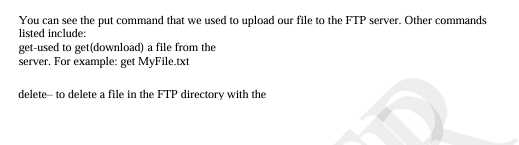 You can see the put command that we used to upload our file to the FTP server. Other commands
listed include:
get-used to get(download) a file from the
server. For example: get MyFile.txt
delete– to delete a file in the FTP directory with the